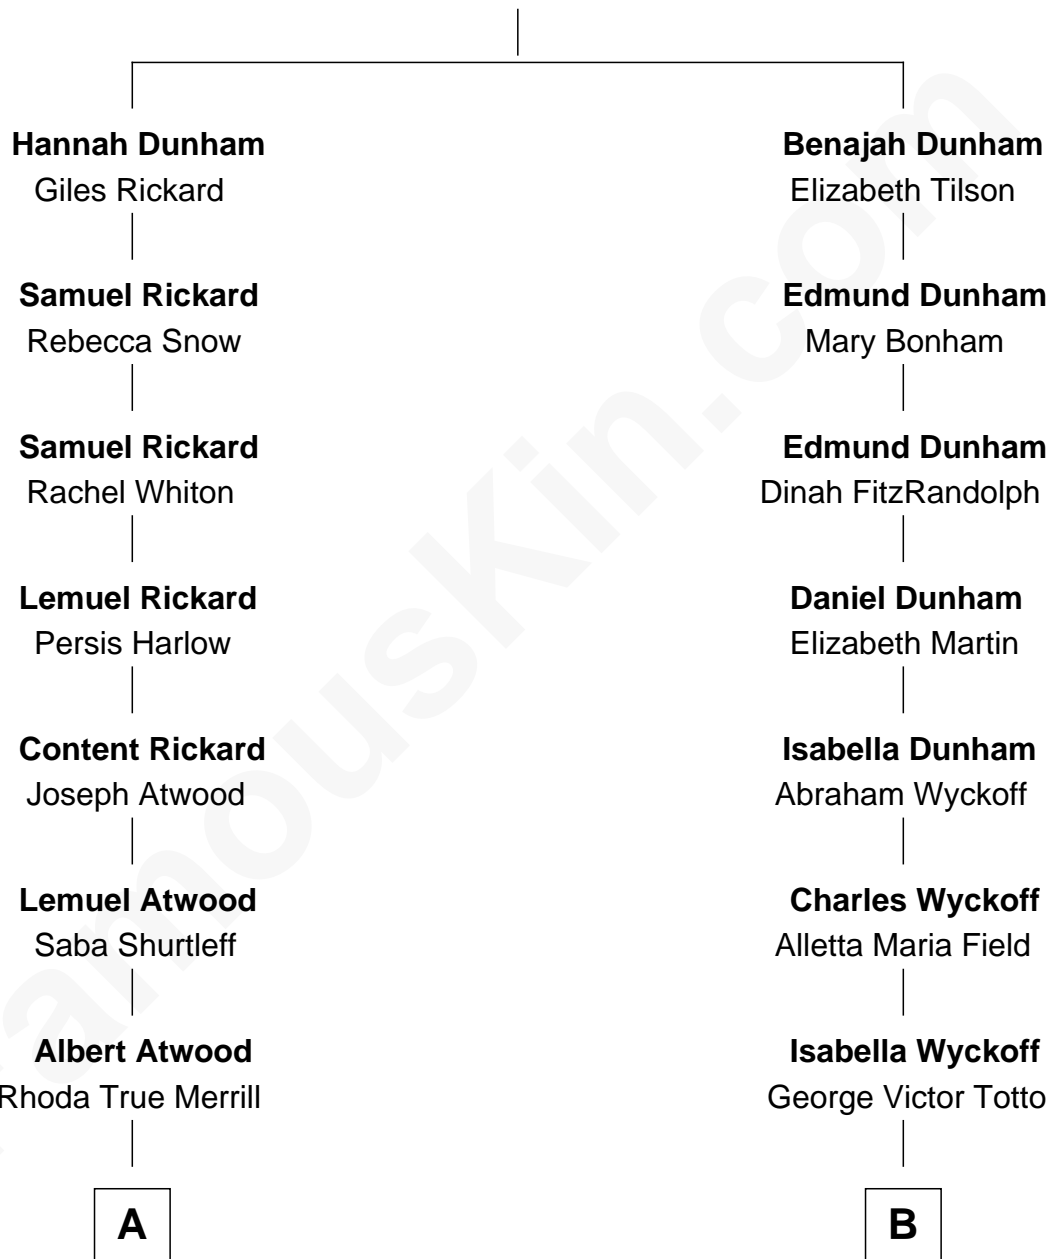 Hannah Dunham
Giles Rickard
Benajah Dunham
Elizabeth Tilson
Samuel Rickard
Rebecca Snow
Edmund Dunham
Mary Bonham
Samuel Rickard
Rachel Whiton
Edmund Dunham
Dinah FitzRandolph
Lemuel Rickard
Persis Harlow
Daniel Dunham
Elizabeth Martin
Content Rickard
Joseph Atwood
Isabella Dunham
Abraham Wyckoff
Lemuel Atwood
Saba Shurtleff
Charles Wyckoff
Alletta Maria Field
Albert Atwood
Rhoda True Merrill
Isabella Wyckoff
George Victor Totto
A
B
FamousKin.com